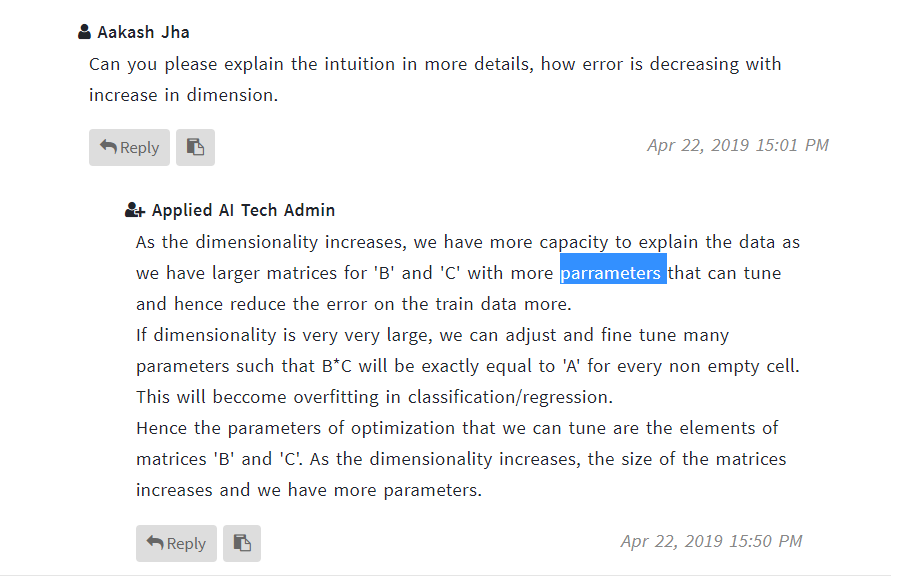 Aakash Jha
Can you please explain the intuition in more details, how error is decreasing with
increase in dimension.
Reply
Apr 22, 2019 15:01 PM
Applied AI Tech Admin
As the dimensionality increases, we have more capacity to explain the data as
we have larger matrices for 'B' and 'C' with more parrameters that can tune
and hence reduce the error on the train data more.
If dimensionality is very very large, we can adjust and fine tune many
parameters such that B*C will be exactly equal to 'A' for every non empty cell.
This will beccome overfitting in classification/regression.
Hence the parameters of optimization that we can tune are the elements of
matrices 'B' and 'C'. As the dimensionality increases, the size of the matrices
increases and we have more parameters.
Reply
Apr 22, 2019 15:50 PM